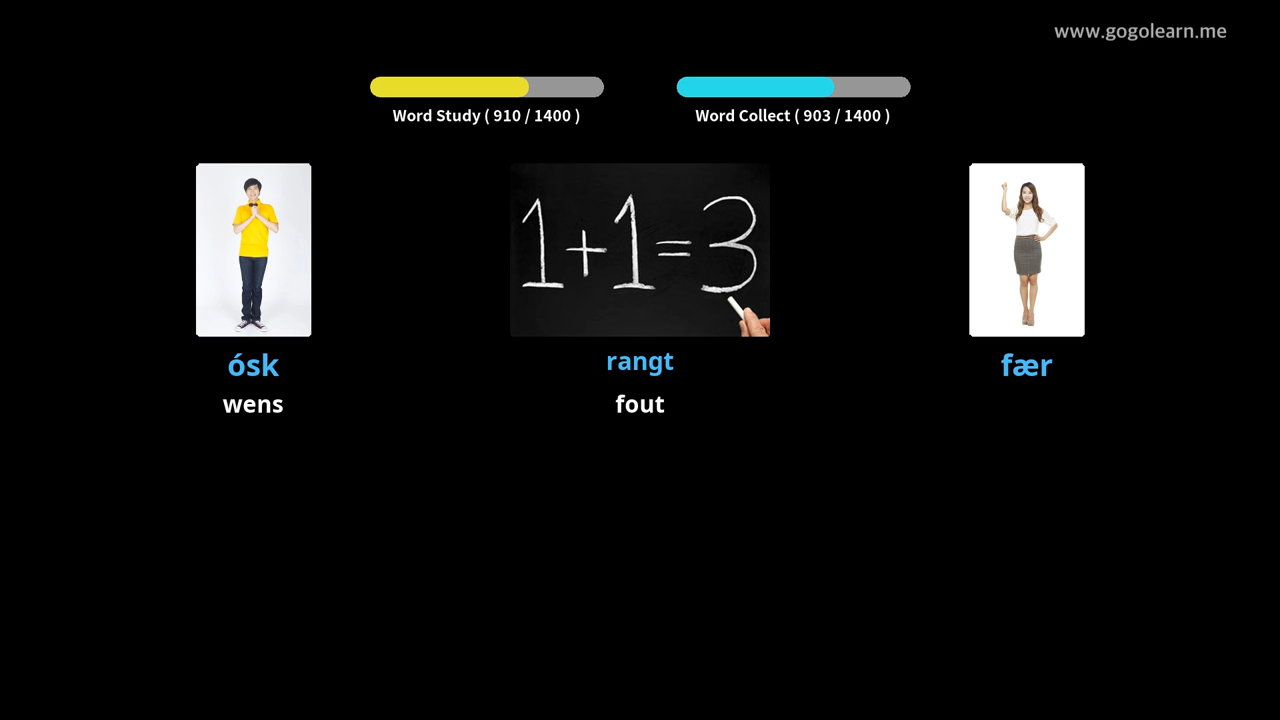 www.gogolearn.me
Word Study ( 910 / 1400 )
Word Collect ( 903 / 1400 )
1+1=3
ósk
rangt
fær
wens
fout